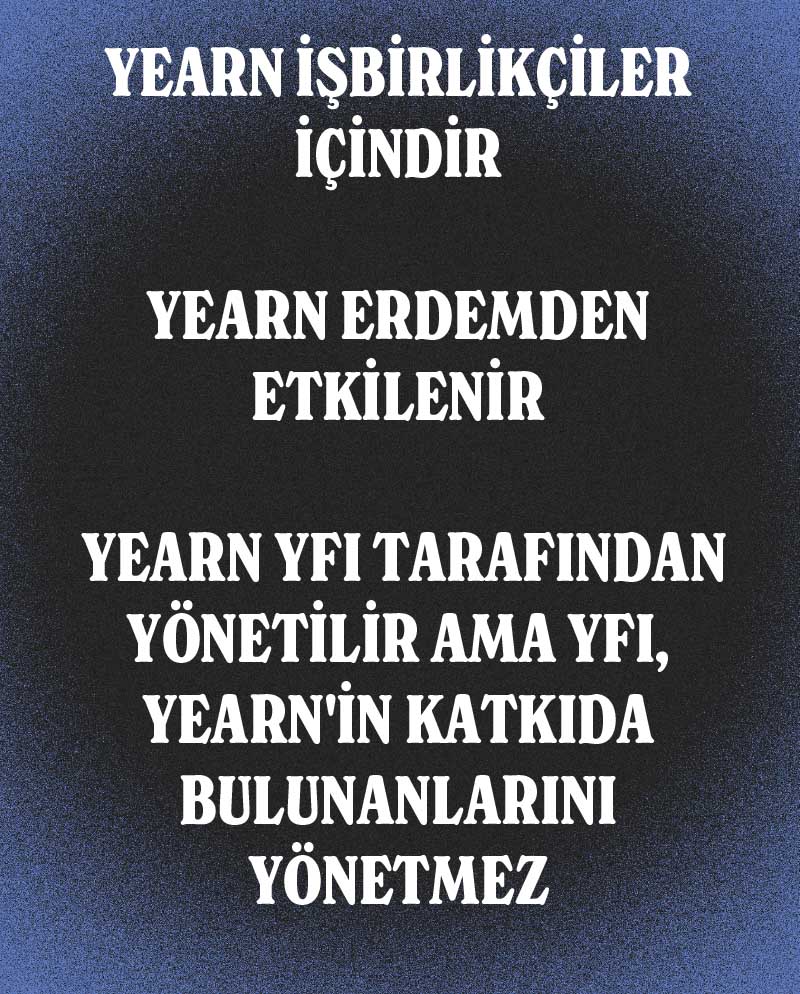 YEARN İŞBİRLİKÇİLER
İÇİNDİR
YEARN ERDEMDEN
ETKİLENİR
YEARN YFI TARAFINDAN
YÖNETİLİR AMA YFI,
YEARN'İN KATKIDA
BULUNANLARINI
YÖNETMEZ